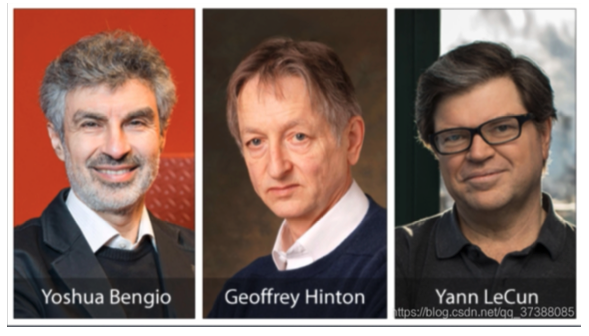 Yoshua Bengio
Geoffrey Hinton
Yann LeCun
https://blog.csdn.net/qq_37388085